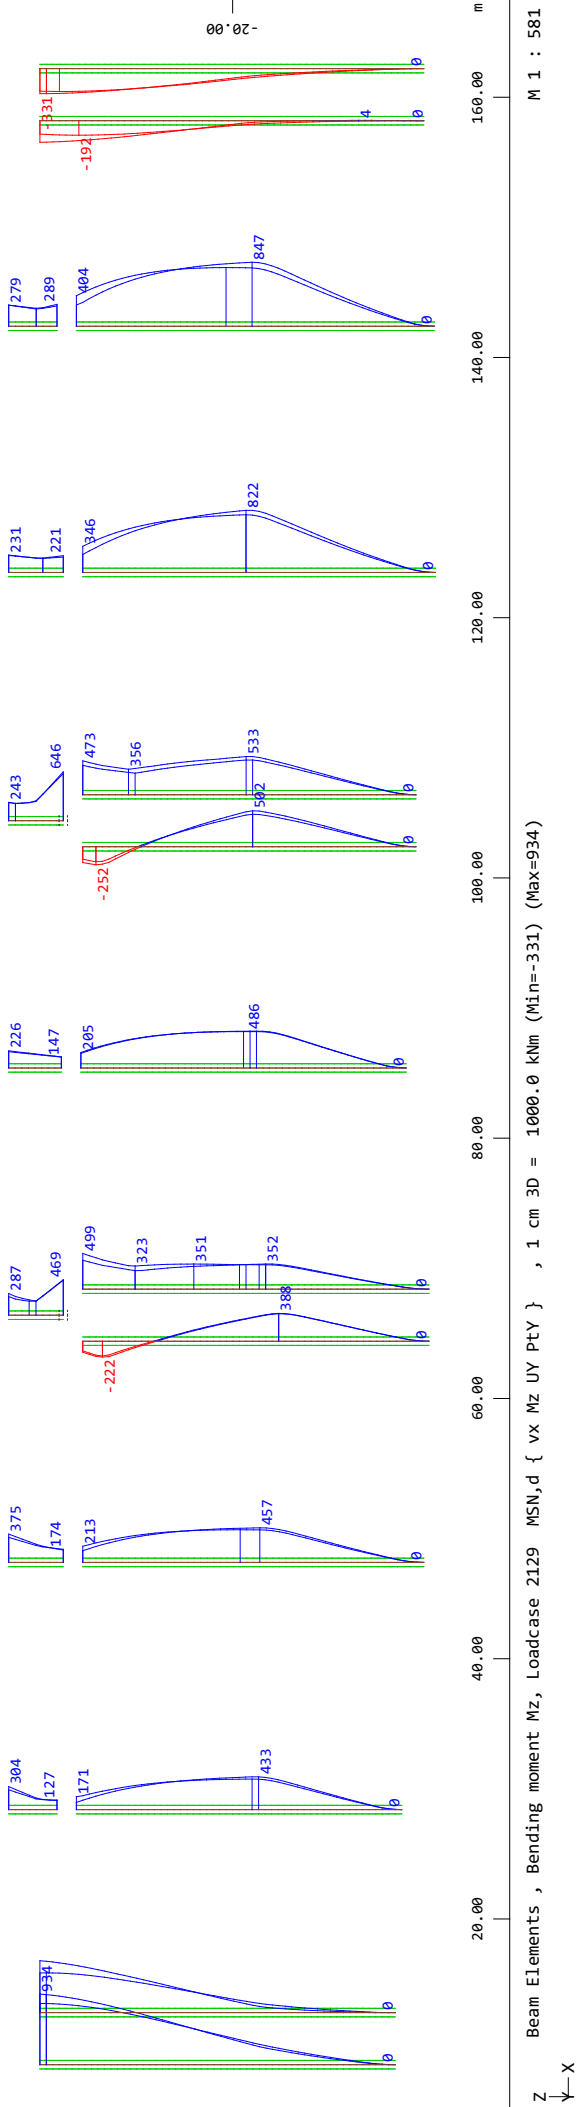 304 375 287 226 243 231 279
934 127 174 469 147 646 221 289 -331
171 213 499 205 473 346 404 -192
-222 -252
323 356
351
433 457 388 352 486 502 533 822 847
-20.00
4
0 0 0 0 0 0 0 0 0 0 0 0 0
20.00 40.00 60.00 80.00 100.00 120.00 140.00 160.00 m
Beam Elements , Bending moment Mz, Loadcase 2129 MSN,d { vx Mz UY PtY } , 1 cm 3D = 1000.0 kNm (Min=-331) (Max=934)
M 1 : 581
Z
Y X